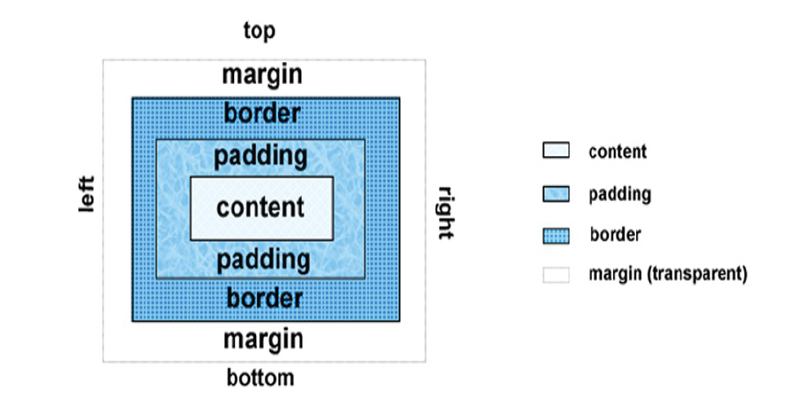 top
margin
border
padding
content
padding
border
margin
bottom
left
right
content
padding
border
margin (transparent)